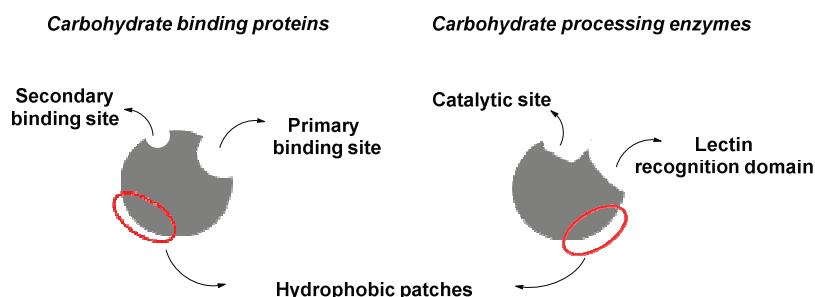 Carbohydrate binding proteins
Carbohydrate processing enzymes
Secondary
binding site
Primary
binding site
Catalytic site
Lectin
recognition domain
Hydrophobic patches